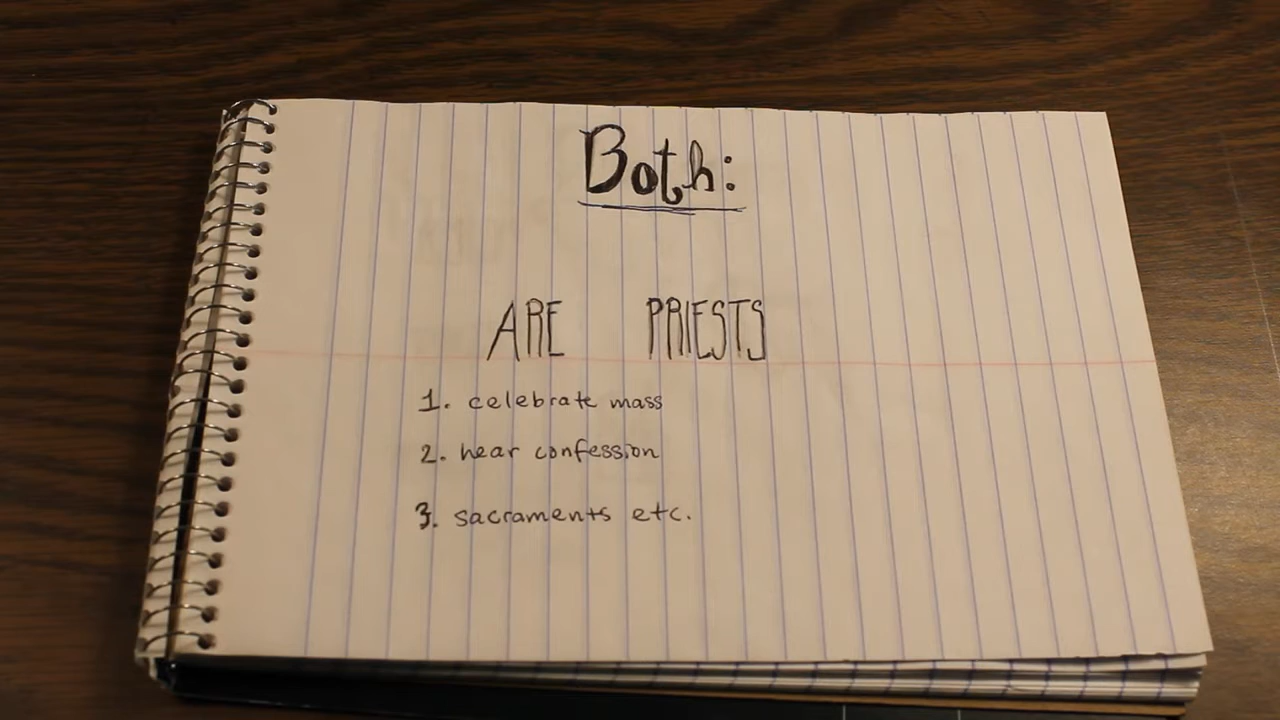 Both:
ARE PRIESTS
1. celebrate mass
2. hear confession
3. sacraments etc.